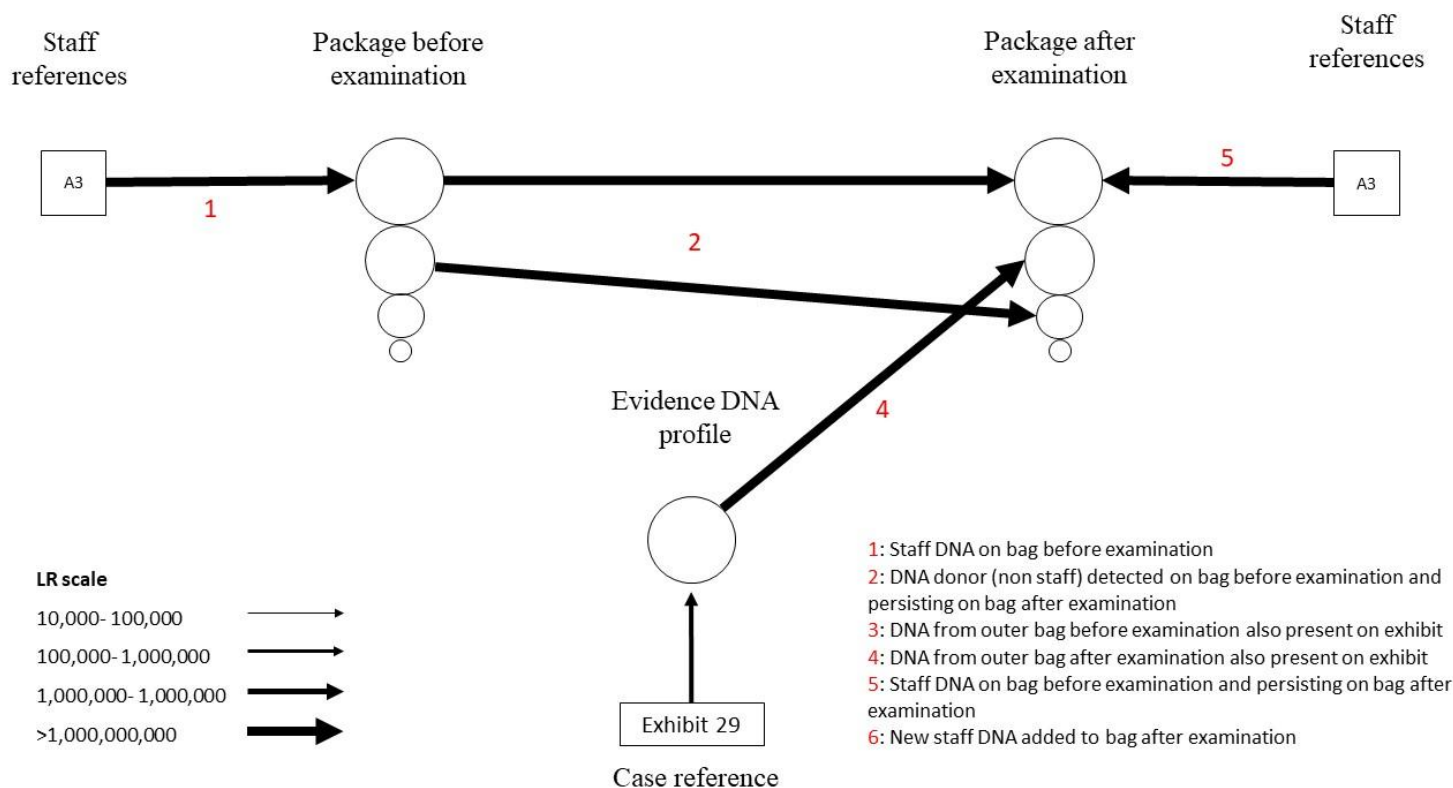 Staff
references
Package before
examination
Package after
examination
Staff
references
A3
1
2
5
A3
Evidence DNA
profile
4
LR scale
10,000- 100,000
100,000- 1,000,000
1,000,000- 1,000,000
>1,000,000,000
Exhibit 29
Case reference
1: Staff DNA on bag before examination
2: DNA donor (non staff) detected on bag before examination and
persisting on bag after examination
3: DNA from outer bag before examination also present on exhibit
4: DNA from outer bag after examination also present on exhibit
5: Staff DNA on bag before examination and persisting on bag after
examination
6: New staff DNA added to bag after examination